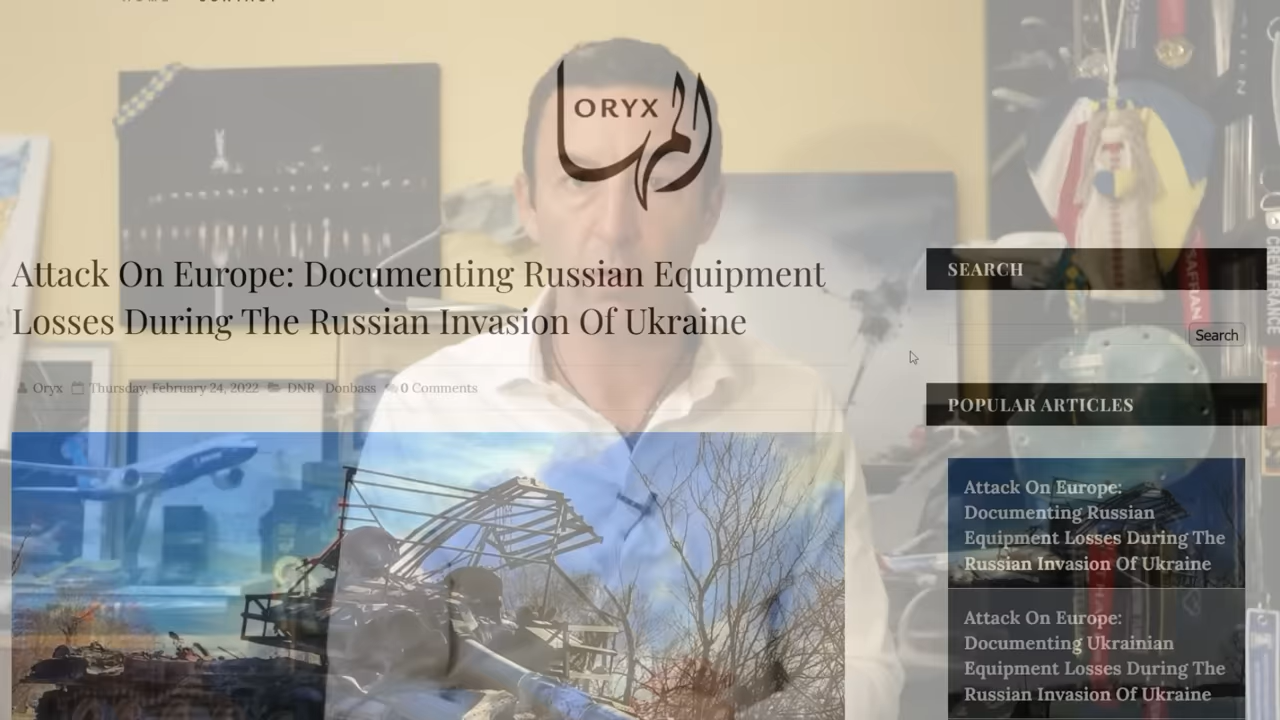 ORYX
المها
Attack On Europe: Documenting Russian Equipment
Losses During The Russian Invasion Of Ukraine
Oryx Thursday, February 24, 2022 DNR Donbass 0 Comments
SEARCH
Search
POPULAR ARTICLES
Attack On Europe:
Documenting Russian
Equipment Losses During The
Russian Invasion Of Ukraine
Attack On Europe:
Documenting Ukrainian
Equipment Losses During The
Russian Invasion Of Ukraine
SAFRAN